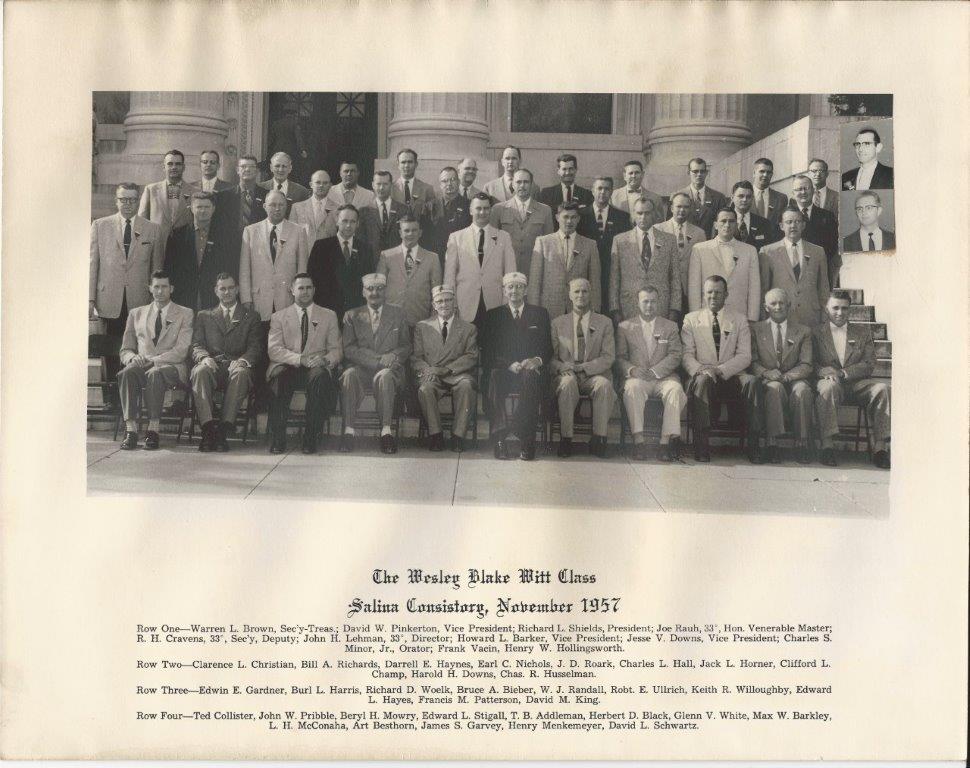 The Wesley Blake Witt Class
Salina Consistory, November 1957
Row One—Warren L. Brown, Sec'y-Treas.; David W. Pinkerton, Vice President; Richard L. Shields, President; Joe Rauh, 33°, Hon. Venerable Master;
R. H. Cravens, 33°, Sec'y, Deputy; John H. Lehman, 33°, Director; Howard L. Barker, Vice President; Jesse V. Downs, Vice President; Charles S.
Minor, Jr., Orator; Frank Vacin, Henry W. Hollingsworth.
Row Two—Clarence L. Christian, Bill A. Richards, Darrell E. Haynes, Earl C. Nichols, J. D. Roark, Charles L. Hall, Jack L. Horner, Clifford L.
Champ, Harold H. Downs, Chas. R. Husselman.
Row Three—Edwin E. Gardner, Burl L. Harris, Richard D. Woelk, Bruce A. Bieber, W. J. Randall, Robt. E. Ullrich, Keith R. Willoughby, Edward
L. Hayes, Francis M. Patterson, David M. King.
Row Four—Ted Collister, John W. Pribble, Beryl H. Mowry, Edward L. Stigall, T. B. Addleman, Herbert D. Black, Glenn V. White, Max W. Barkley,
L. H. McConaha, Art Besthorn, James S. Garvey, Henry Menkemeyer, David L. Schwartz.